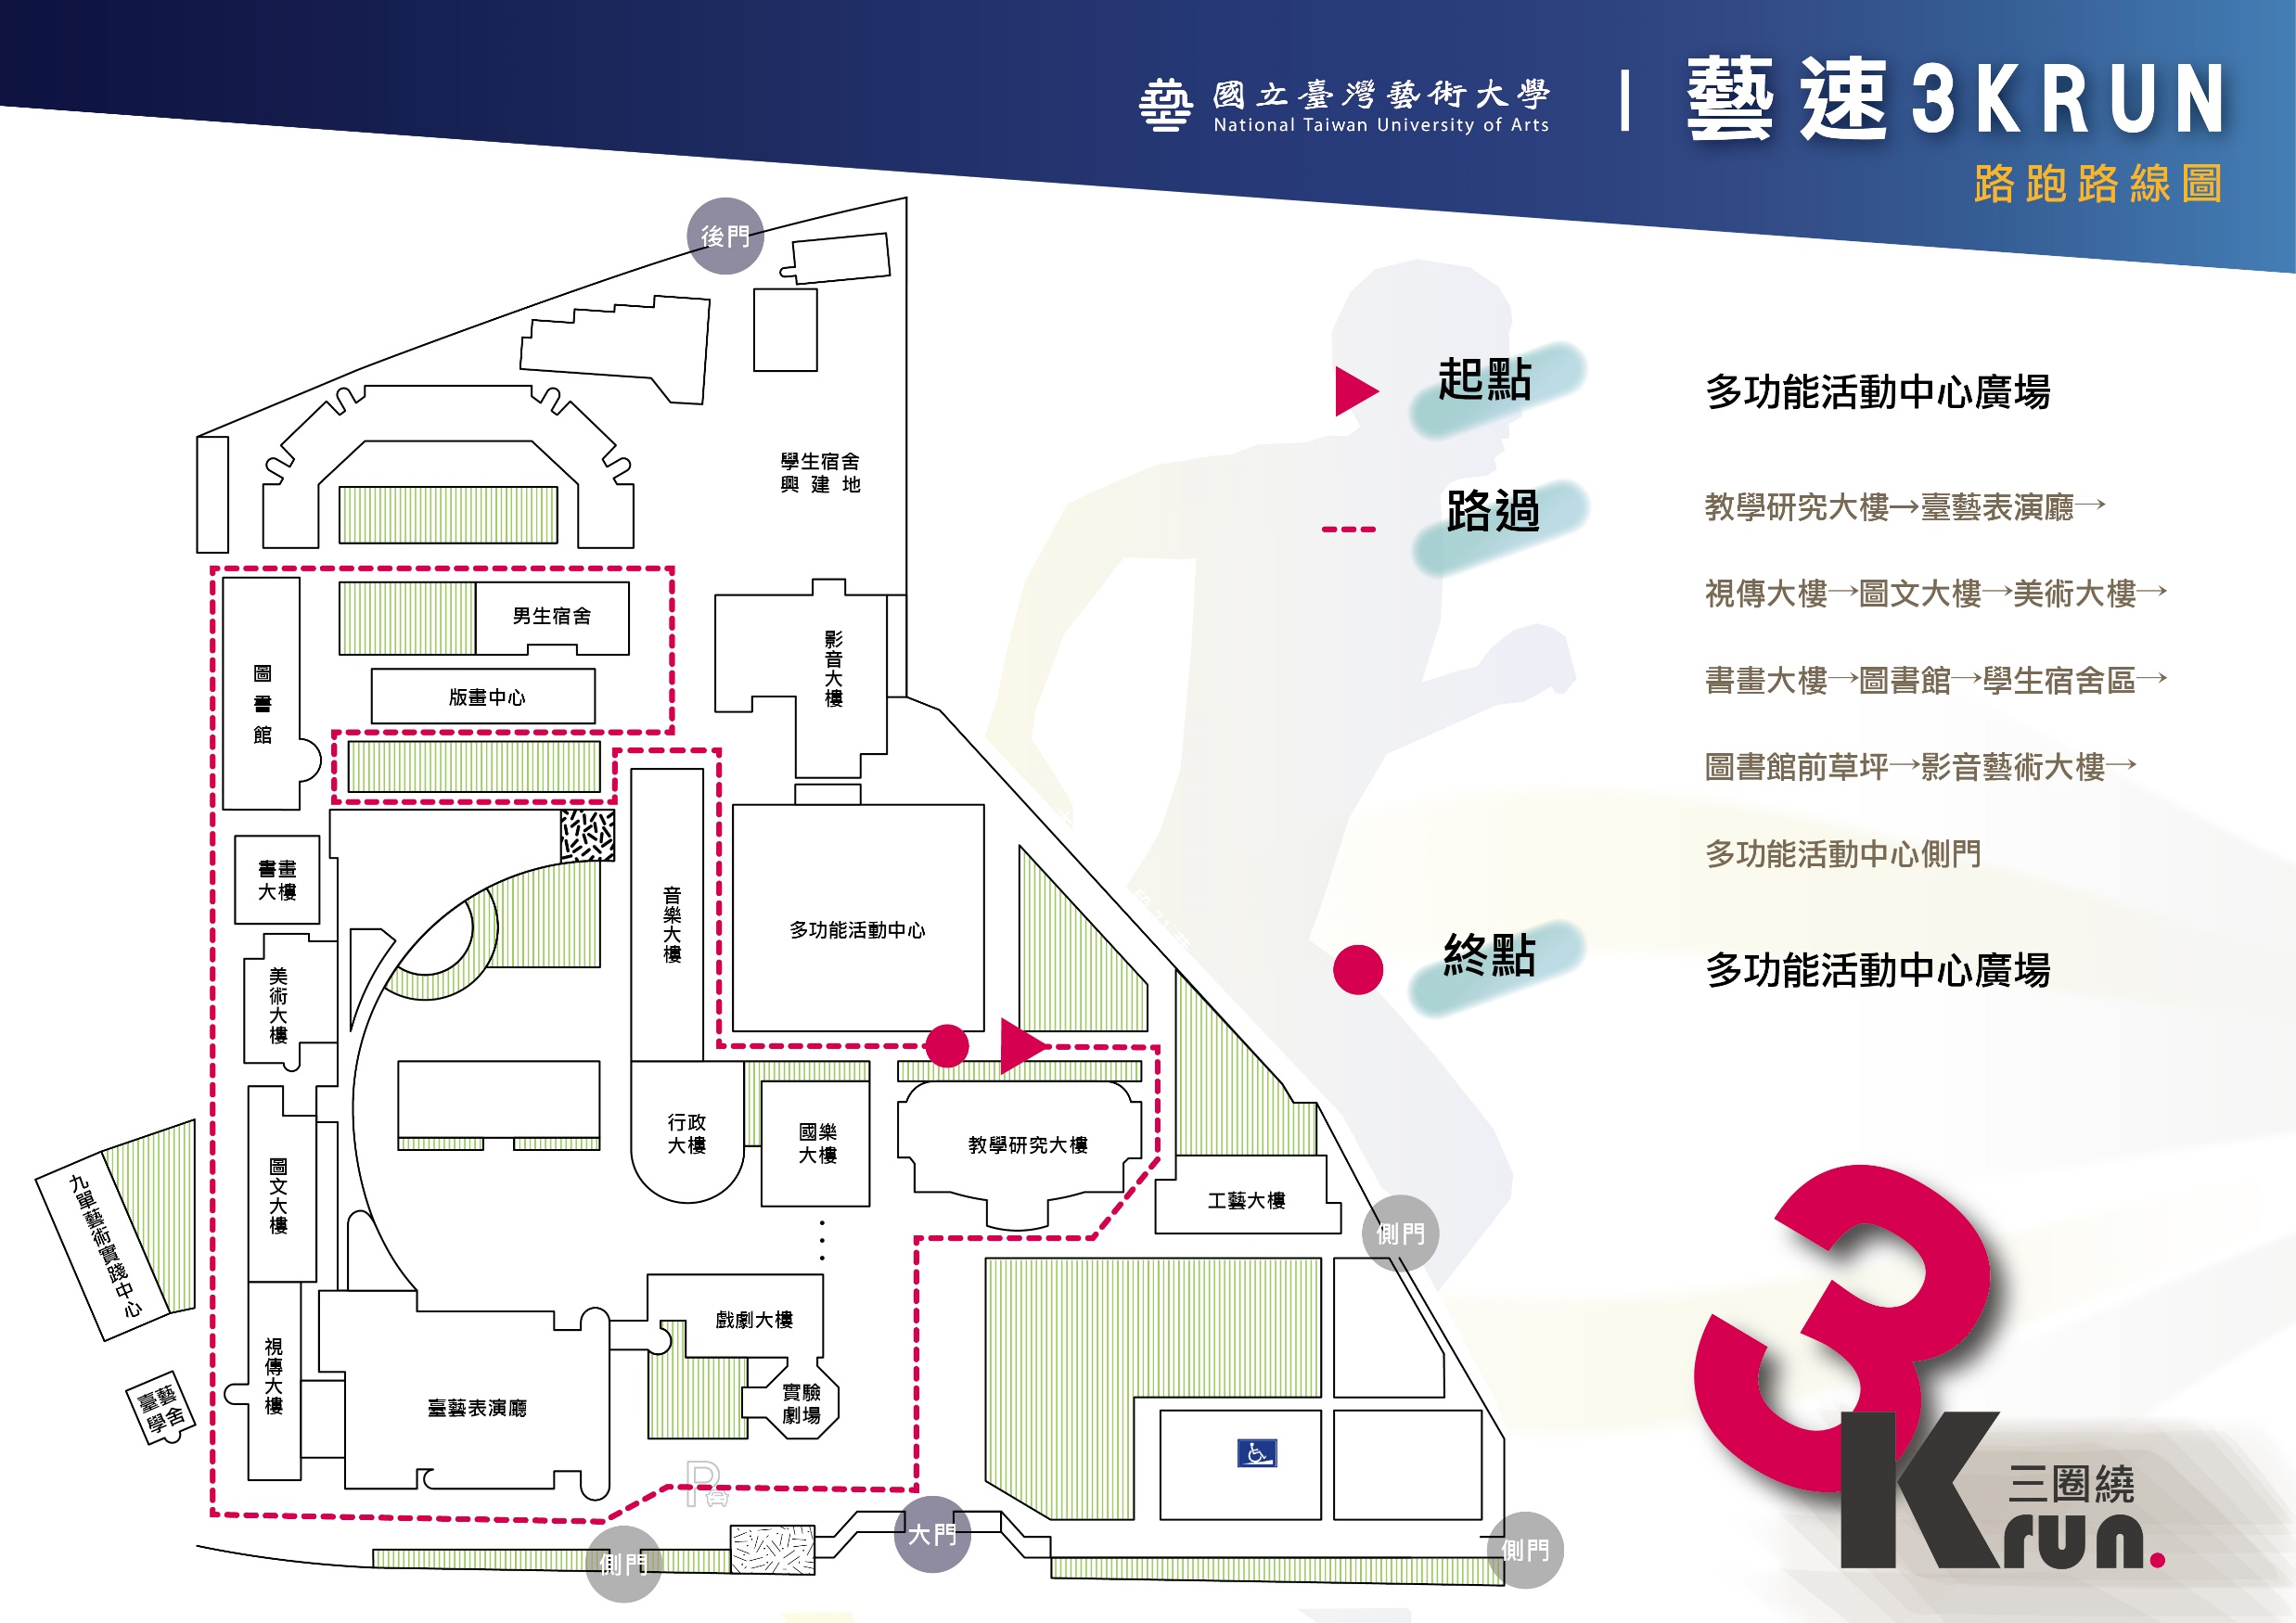 國立臺灣藝術大學
National Taiwan University of Arts
藝速3KRUN
路跑路線圖
後門
起點
多功能活動中心廣場
學生宿舍
興建地
路過
教學研究大樓→臺藝表演廳→
視傳大樓→圖文大樓→美術大樓→
書畫大樓→圖書館→學生宿舍區→
圖書館前草坪→影音藝術大樓→
多功能活動中心側門
終點
多功能活動中心廣場
男生宿舍
影音大樓
圖書館
版畫中心
書畫
大樓
音樂大樓
多功能活動中心
美術大樓
行政
大樓
國樂
大樓
教學研究大樓
圖文大樓
工藝大樓
側門
九單藝術實踐中心
戲劇大樓
視傳大樓
臺藝
學舍
臺藝表演廳
實驗
劇場
P
大門
側門
側門
3
三圈繞
Krun.